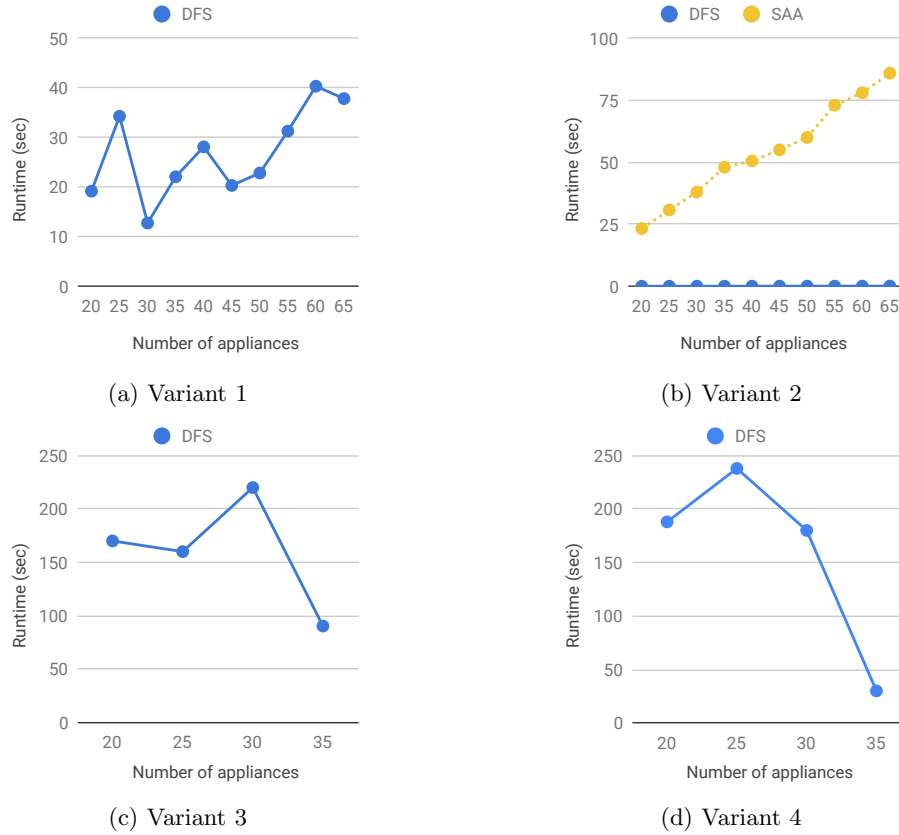 DFS
50
40
30
20
10
0
Runtime (sec)
20 25 30 35 40 45 50 55 60 65
Number of appliances
(a) Variant 1
DFS SAA
100
75
50
25
0
Runtime (sec)
20 25 30 35 40 45 50 55 60 65
Number of appliances
(b) Variant 2
DFS
250
200
150
100
50
0
Runtime (sec)
20 25 30 35
Number of appliances
(c) Variant 3
DFS
250
200
150
100
50
0
Runtime (sec)
20 25 30 35
Number of appliances
(d) Variant 4